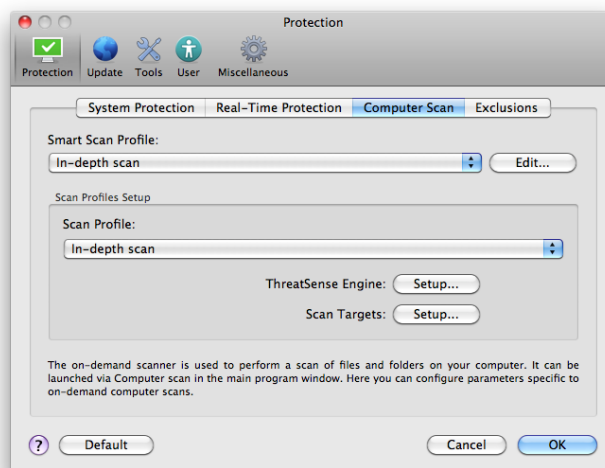 Protection
Protection Update Tools User Miscellaneous
System Protection Real-Time Protection Computer Scan Exclusions
Smart Scan Profile:
In-depth scan Edit...
Scan Profiles Setup
Scan Profile:
In-depth scan
ThreatSense Engine: Setup...
Scan Targets: Setup...
The on-demand scanner is used to perform a scan of files and folders on your computer. It can be
launched via Computer scan in the main program window. Here you can configure parameters specific to
on-demand computer scans.
? Default Cancel OK